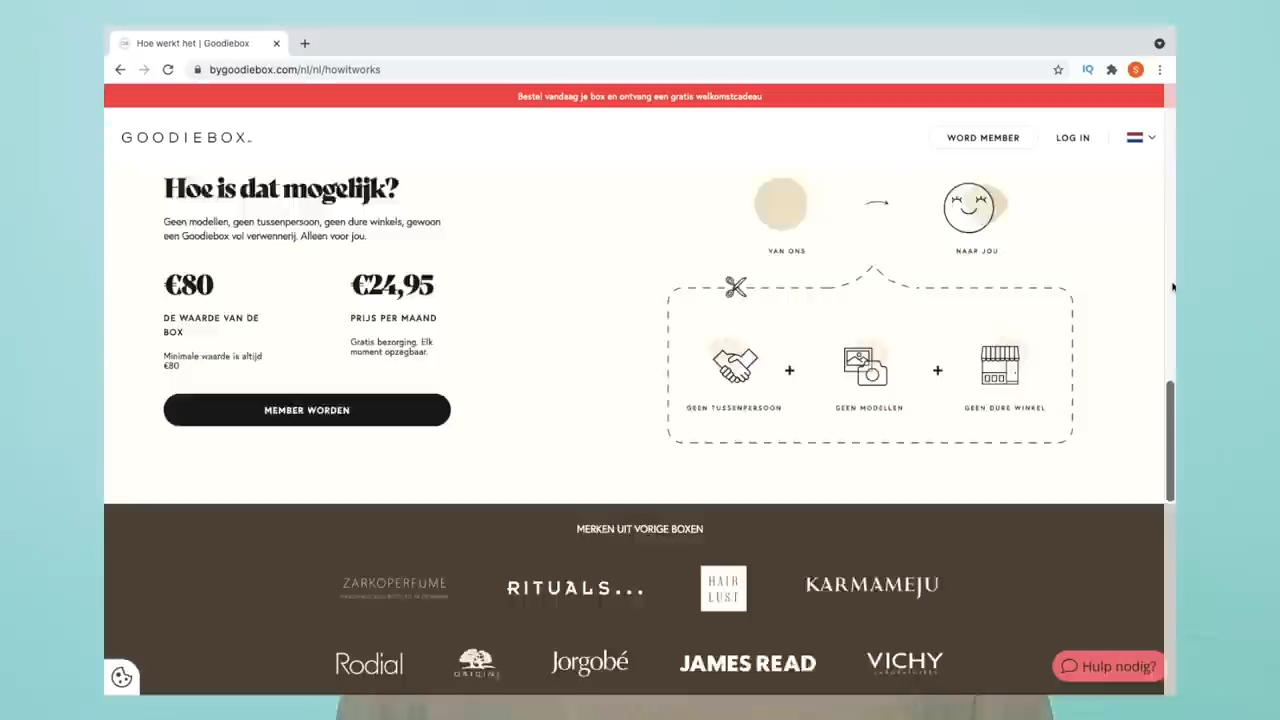 Hoe werkt het | Goodiebox
bygoodiebox.com/nl/nl/howitworks
IQ
S
Bestel vandaag je box en ontvang een gratis welkomstcadeau
GOODIEBOX
WORD MEMBER
LOG IN
Hoe is dat mogelijk?
Geen modellen, geen tussenpersoon, geen dure winkels, gewoon
een Goodiebox vol verwennerij. Alleen voor jou.
€80
DE WAARDE VAN DE
BOX
Minimale waarde is altijd
€80
€24,95
PRIJS PER MAAND
Gratis bezorging. Elk
moment opzegbaar.
MEMBER WORDEN
VAN ONS
NAAR JOU
GEEN TUSSENPERSOON
+
GEEN MODELLEN
+
GEEN DURE WINKEL
MERKEN UIT VORIGE BOXEN
ZARKOPERFUME
RITUALS...
HAIR
LUST
KARMAMEJU
Rodial
ORIGINS
Jorgobé
JAMES READ
VICHY
LABORATOIRES
Hulp nodig?